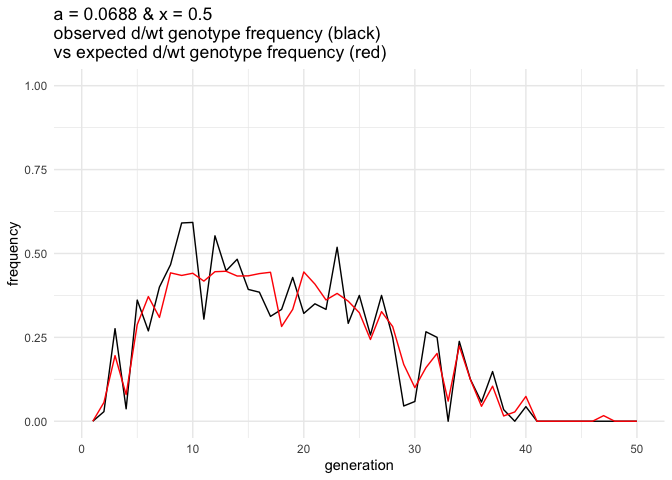 a = 0.0688 & x = 0.5
observed d/wt genotype frequency (black)
vs expected d/wt genotype frequency (red)
1.00
0.75
0.50
0.25
0.00
frequency
0
10
20
30
40
50
generation